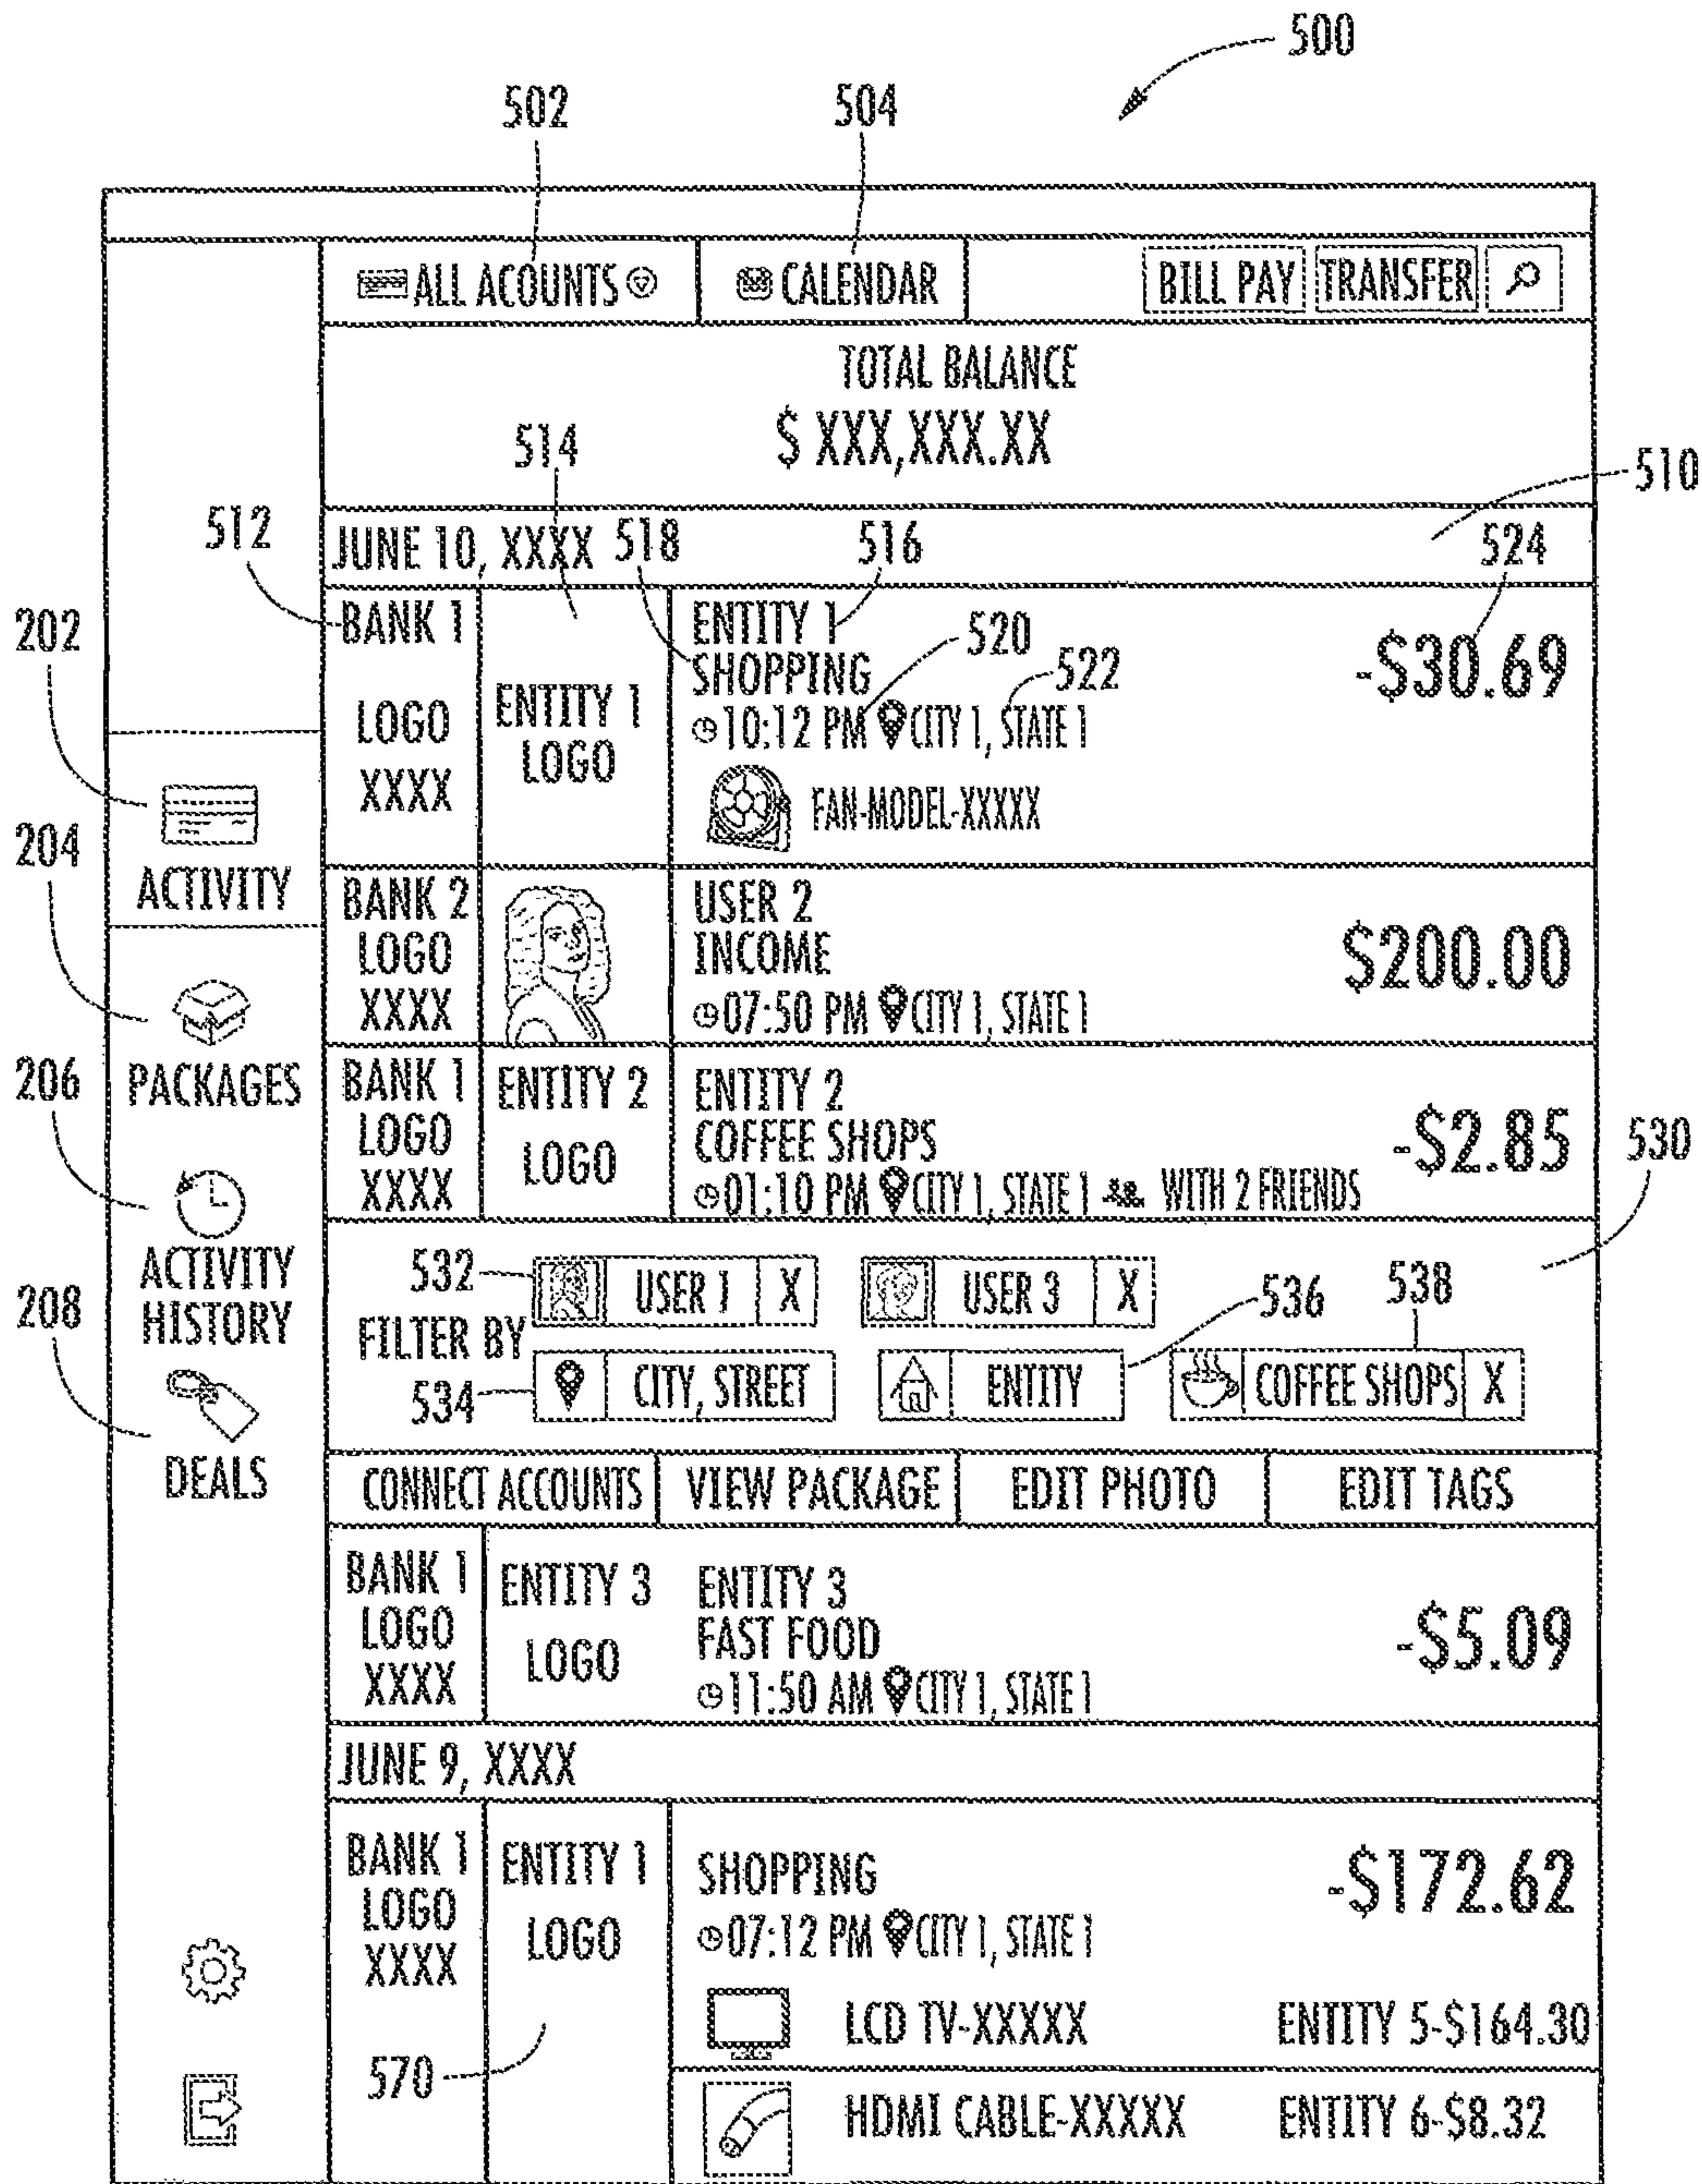 500
502
504
ALL ACOUNTS
CALENDAR
BILL PAY
TRANSFER
TOTAL BALANCE
$ XXX,XXX.XX
514
510
512
JUNE 10, XXXX
518
516
524
202
BANK 1
LOGO
XXXX
ENTITY 1
LOGO
ENTITY 1
SHOPPING
520
522
10:12 PM CITY 1, STATE 1
FAN-MODEL-XXXXX
-$30.69
204
ACTIVITY
BANK 2
LOGO
XXXX
USER 2
INCOME
07:50 PM CITY 1, STATE 1
$200.00
206
PACKAGES
BANK 1
LOGO
XXXX
ENTITY 2
LOGO
ENTITY 2
COFFEE SHOPS
01:10 PM CITY 1, STATE 1 WITH 2 FRIENDS
-$2.85
530
208
ACTIVITY
HISTORY
DEALS
532
USER 1 X
USER 3 X
FILTER BY
536
538
534
CITY, STREET
ENTITY
COFFEE SHOPS X
CONNECT ACCOUNTS
VIEW PACKAGE
EDIT PHOTO
EDIT TAGS
BANK 1
LOGO
XXXX
ENTITY 3
LOGO
ENTITY 3
FAST FOOD
11:50 AM CITY 1, STATE 1
-$5.09
JUNE 9, XXXX
BANK 1
LOGO
XXXX
ENTITY 1
LOGO
570
SHOPPING
07:12 PM CITY 1, STATE 1
-$172.62
LCD TV-XXXXX ENTITY 5-$164.30
HDMI CABLE-XXXXX ENTITY 6-$8.32